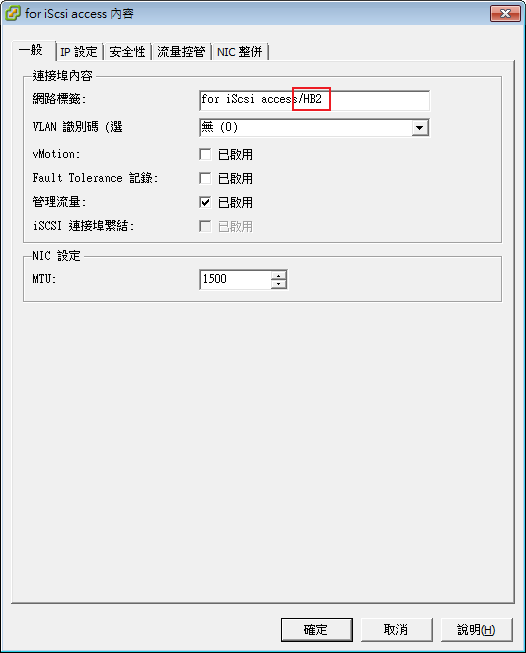 for iScsi access 內容
一般 IP 設定 安全性 流量控管 NIC 整併
連接埠內容
網路標籤: for iScsi access/HB2
VLAN 識別碼 (選 無 (0)
vMotion: 已啟用
Fault Tolerance 記錄: 已啟用
管理流量: 已啟用
iSCSI 連接埠繫結: 已啟用
NIC 設定
MTU: 1500
確定 取消 說明(H)